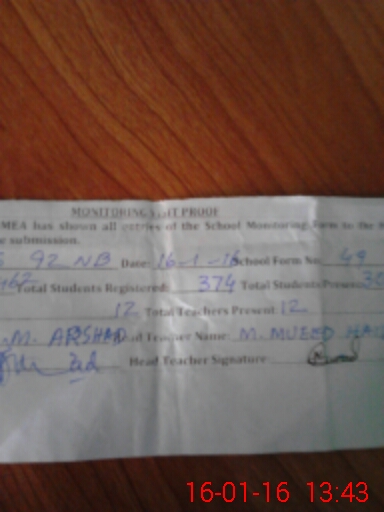 MONITORING VISIT PROOF
MEA has shown all entries of the School Monitoring Form to the
submission.
92 NB Date: 16-1-16 School Form No: 49
Total Students Registered: 374 Total Students Present:
12 Total Teachers Present 12
M. ARSHAD Head Teacher Name: M. MUEED
Head Teacher Signature
16-01-16 13:43